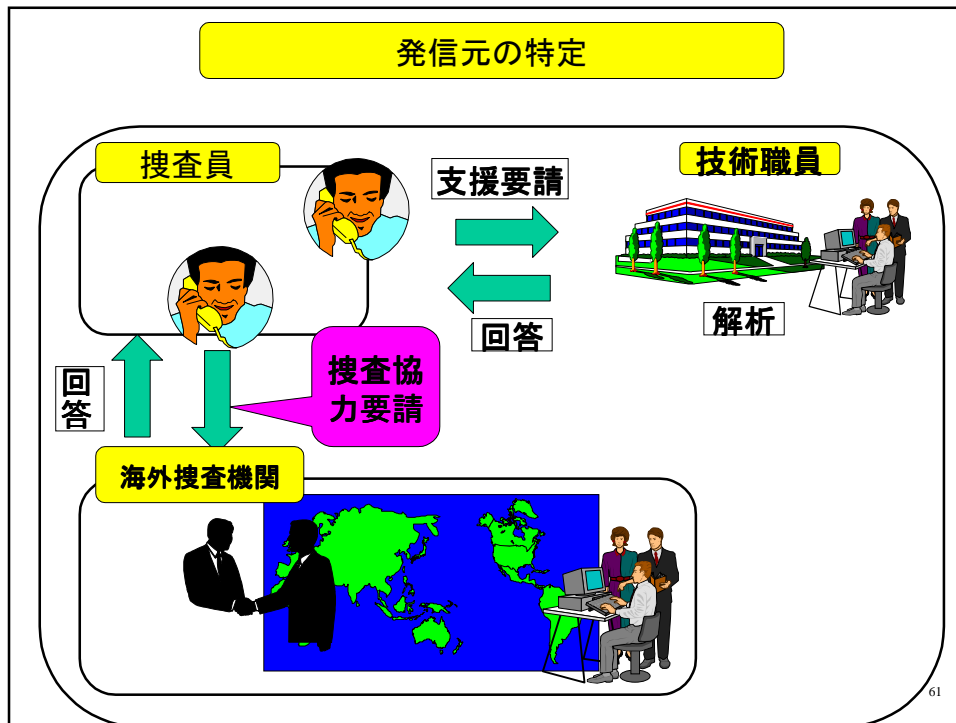 発信元の特定
捜査員
支援要請
技術職員
回答
解析
回
答
捜査協
力要請
海外捜査機関
61